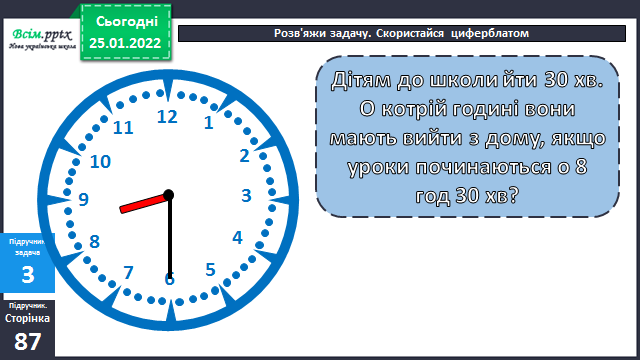 Всім.pptx
Нова українська школа
Сьогодні
25.01.2022
Розв'яжи задачу. Скористайся циферблатом
Дітям до школи йти 30 хв.
О котрій годині вони
мають вийти з дому, якщо
уроки починаються о 8
год 30 хв?
12
1
2
3
4
5
6
7
8
9
10
11
Підручник.
задача
3
Підручник.
Сторінка
87